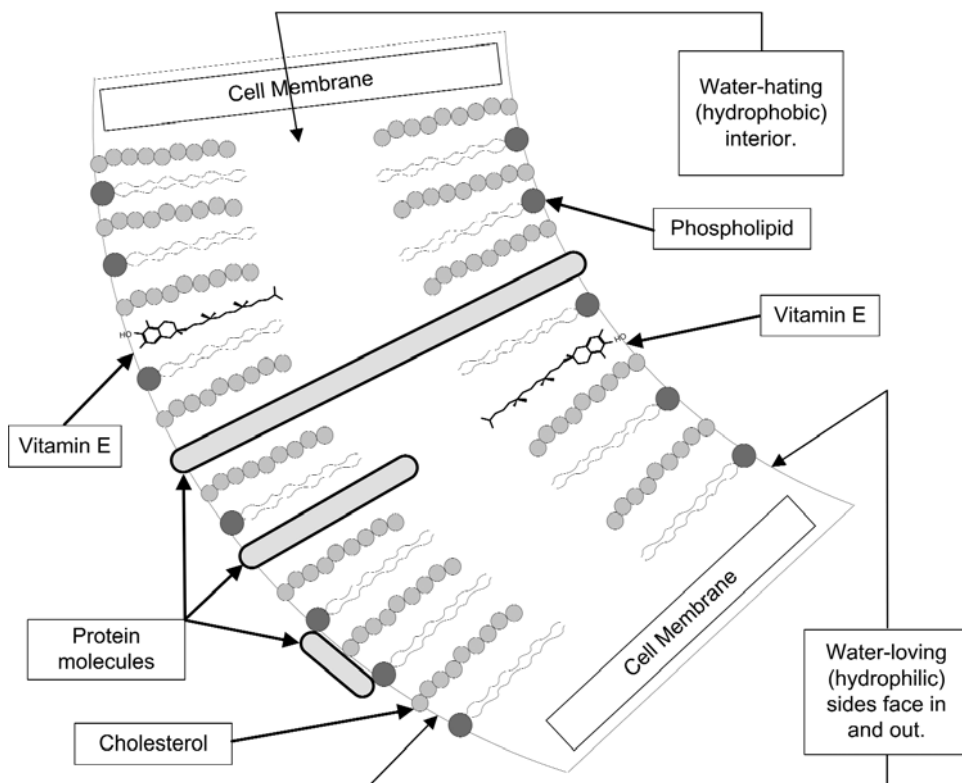 Cell Membrane
Water-hating
(hydrophobic)
interior.
Phospholipid
Vitamin E
HO
HO
Vitamin E
Protein
molecules
Cholesterol
Cell Membrane
Water-loving
(hydrophilic)
sides face in
and out.